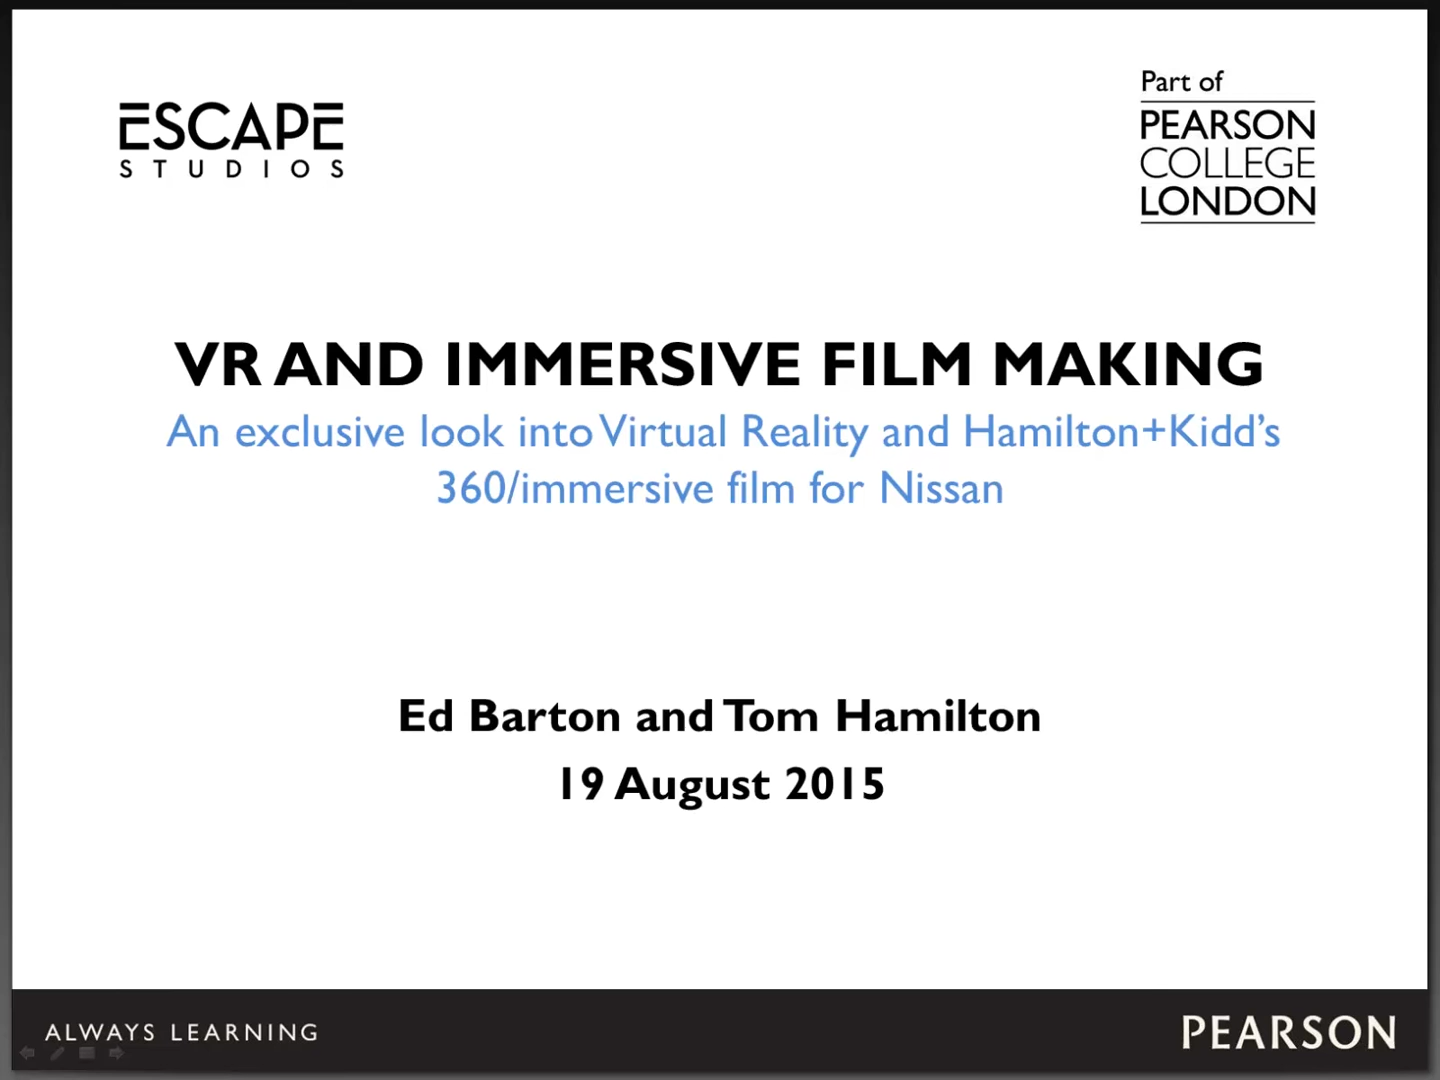 ESCAPE
STUDIOS
Part of
PEARSON
COLLEGE
LONDON
VR AND IMMERSIVE FILM MAKING
An exclusive look into Virtual Reality and Hamilton+Kidd’s
360/immersive film for Nissan
Ed Barton and Tom Hamilton
19 August 2015
ALWAYS LEARNING
PEARSON